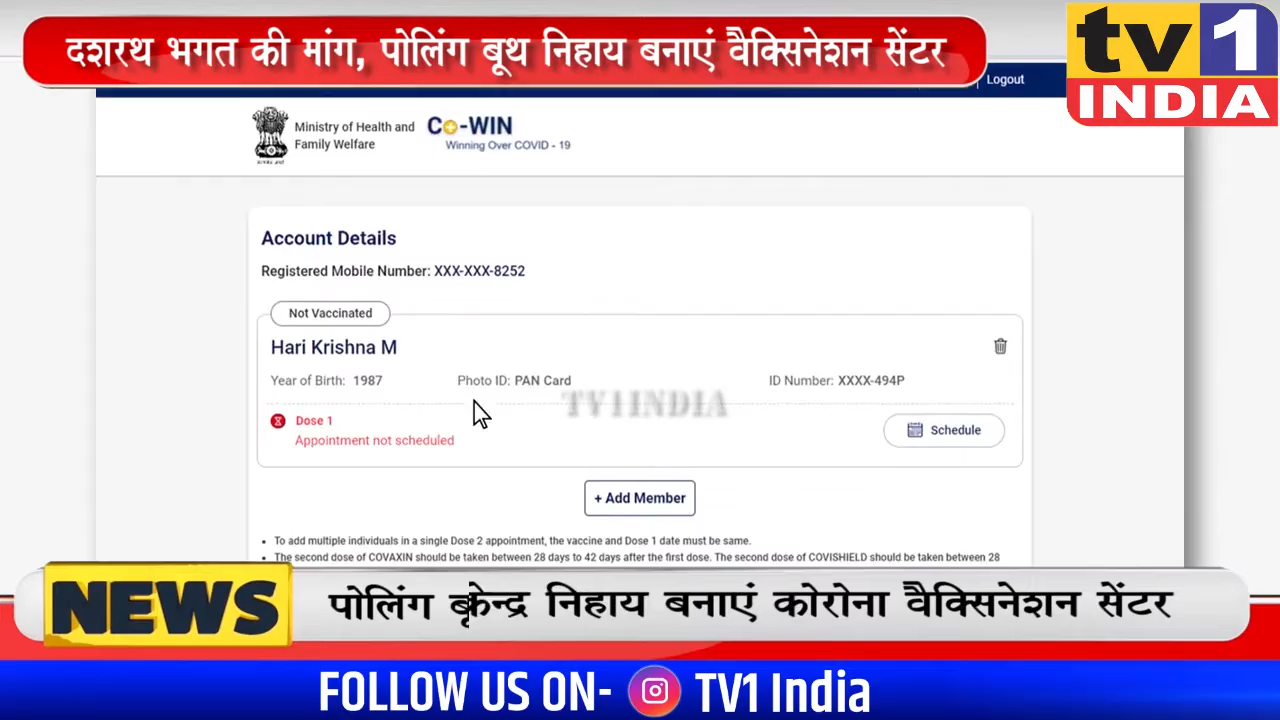 दशरथ भगत की मांग, पोलिंग बूथ निहाय बनाएं वैक्सिनेशन सेंटर
tv1
INDIA
Logout
Ministry of Health and
Family Welfare
Co-WIN
Winning Over COVID - 19
Account Details
Registered Mobile Number: XXX-XXX-8252
Not Vaccinated
Hari Krishna M
Year of Birth: 1987 Photo ID: PAN Card ID Number: XXXX-494P
TV1INDIA
Dose 1
Appointment not scheduled
Schedule
+ Add Member
To add multiple individuals in a single Dose 2 appointment, the vaccine and Dose 1 date must be same.
The second dose of COVAXIN should be taken between 28 days to 42 days after the first dose. The second dose of COVISHIELD should be taken between 28
NEWS
पोलिंग केन्द्र निहाय बनाएं कोरोना वैक्सिनेशन सेंटर
FOLLOW US ON- TV1 India